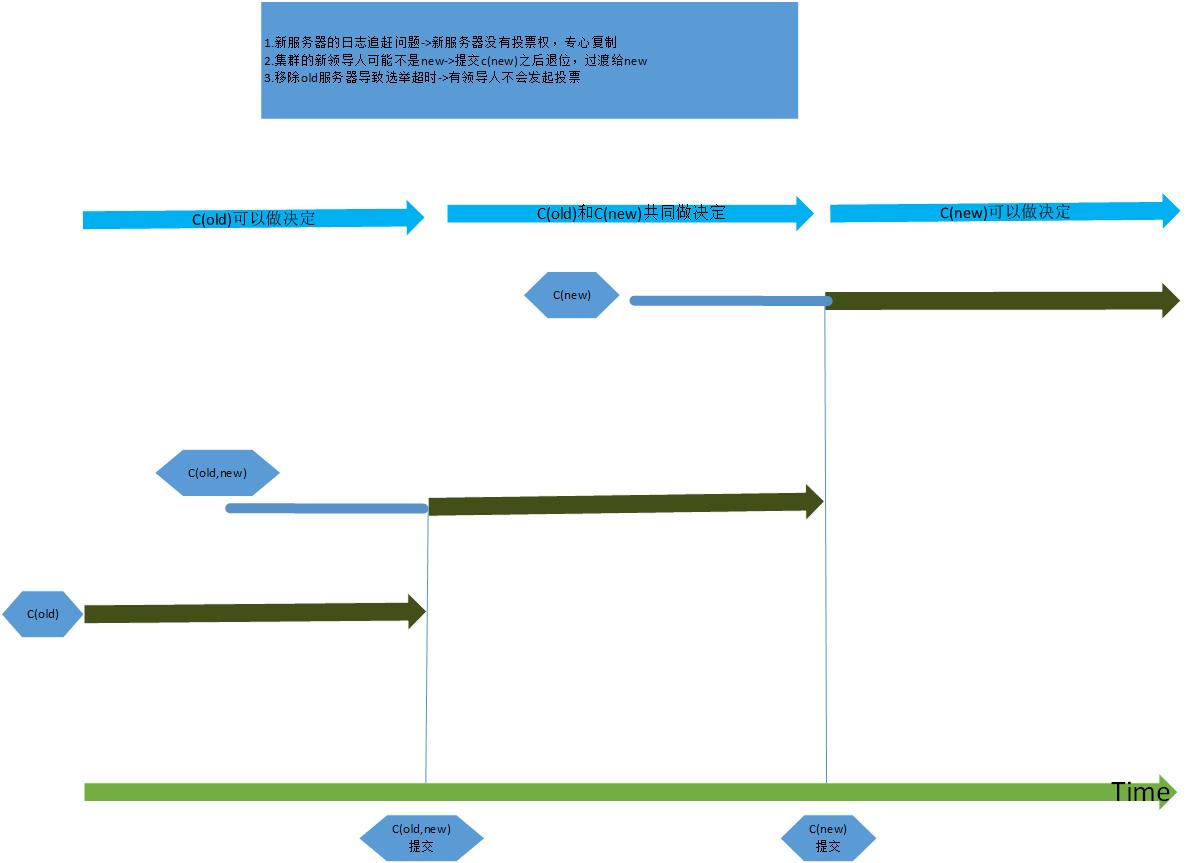 1.新服务器的日志追赶问题->新服务器没有投票权，专心复制
2.集群的新领导人可能不是new->提交c(new)之后退位，过渡给new
3.移除old服务器导致选举超时->有领导人不会发起投票
C(old)可以做决定
C(old)和C(new)共同做决定
C(new)可以做决定
C(new)
C(old,new)
C(old)
Time
C(old,new)
提交
C(new)
提交